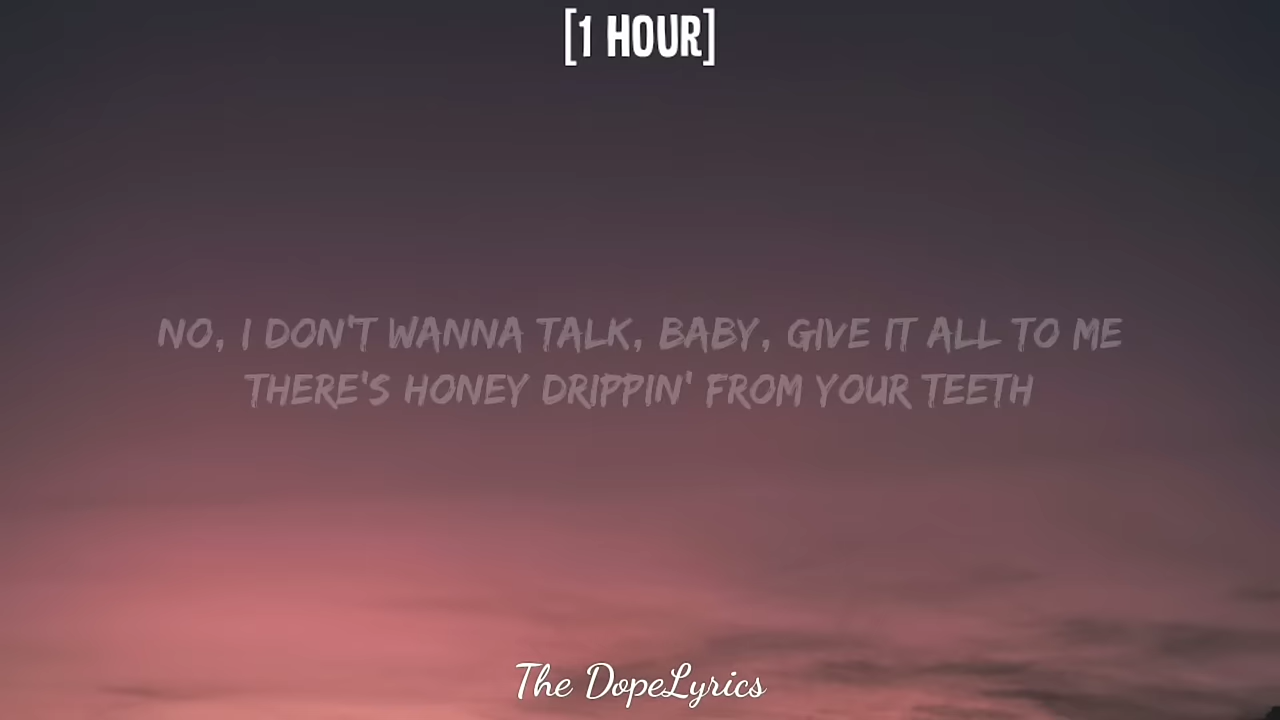 [1 HOUR]
NO, I DON'T WANNA TALK, BABY, GIVE IT ALL TO ME
THERE'S HONEY DRIPPIN' FROM YOUR TEETH
The DopeLyrics